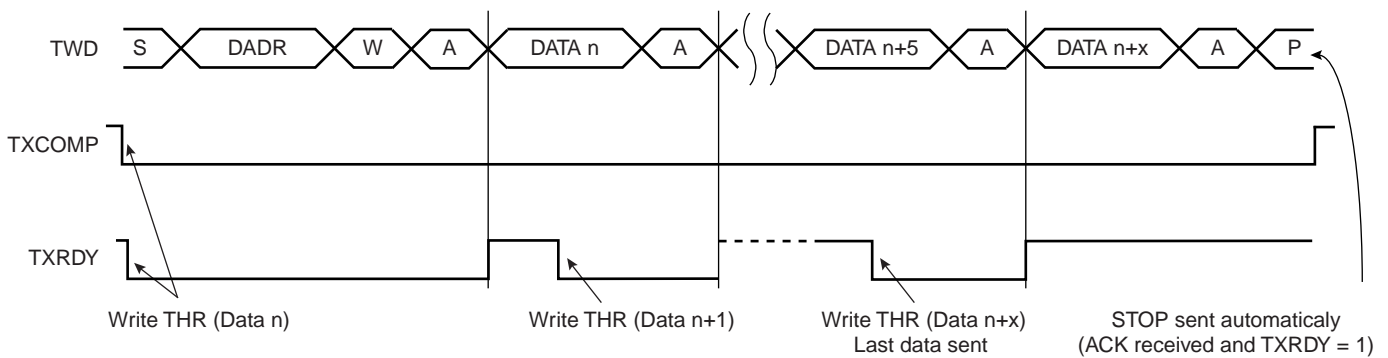 TWD S DADR W A DATA n A DATA n+5 A DATA n+x A P
TXCOMP
TXRDY
Write THR (Data n)
Write THR (Data n+1)
Write THR (Data n+x)
Last data sent
STOP sent automaticaly
(ACK received and TXRDY = 1)